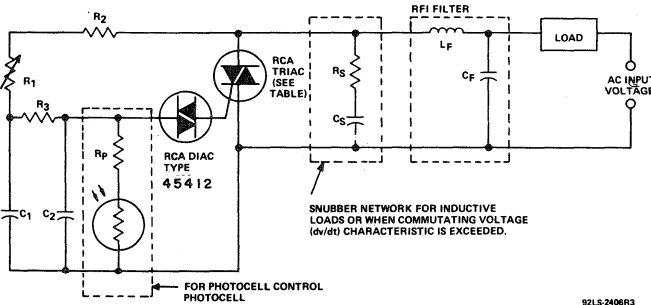 RFI FILTER
R2
LF
LOAD
RCA
TRIAC
(SEE
TABLE)
RS
CF
AC INPUT
VOLTAGE
R1
R3
CS
RP
RCA DIAC
TYPE
45412
C1
C2
SNUBBER NETWORK FOR INDUCTIVE
LOADS OR WHEN COMMUTATING VOLTAGE
(dv/dt) CHARACTERISTIC IS EXCEEDED.
FOR PHOTOCELL CONTROL
PHOTOCELL
92LS-2406R3